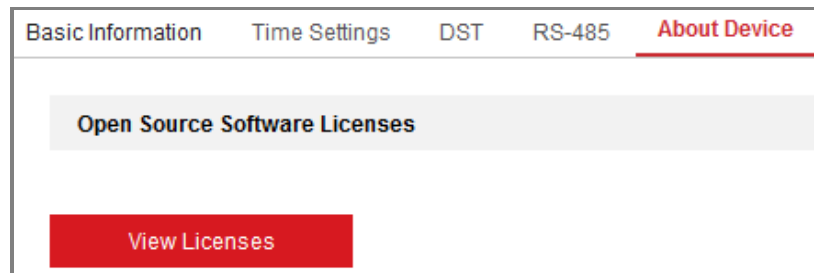 Basic Information Time Settings DST RS-485 About Device
Open Source Software Licenses
View Licenses